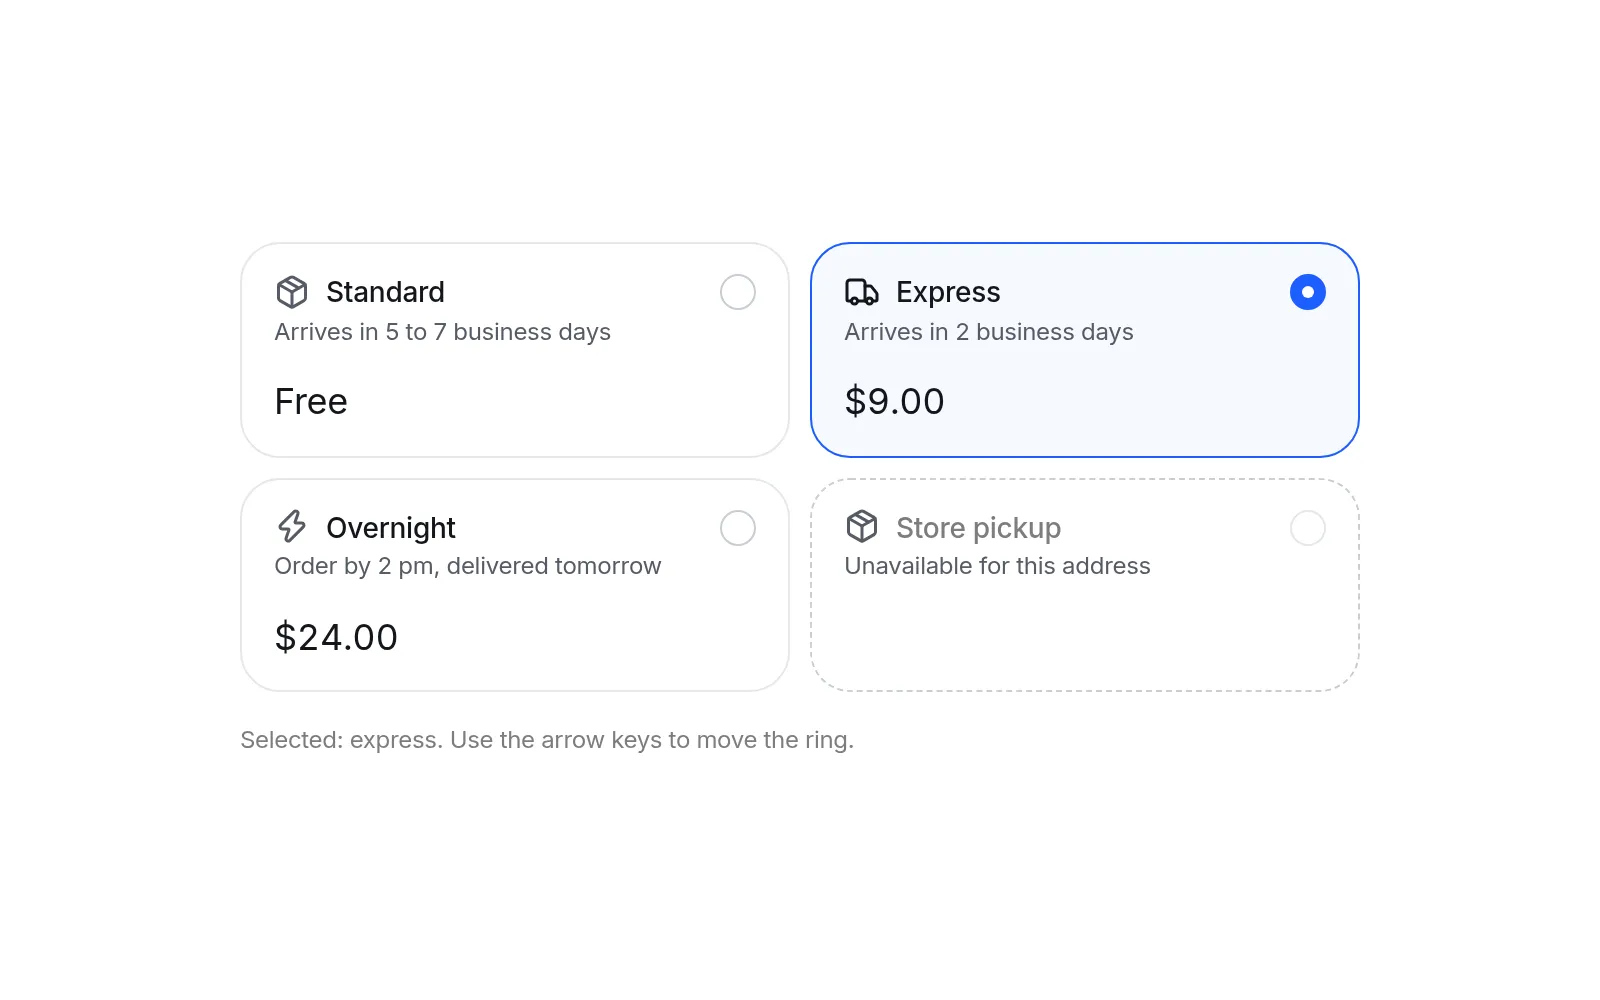 Standard
Arrives in 5 to 7 business days
Free
Express
Arrives in 2 business days
$9.00
Overnight
Order by 2 pm, delivered tomorrow
$24.00
Store pickup
Unavailable for this address
Selected: express. Use the arrow keys to move the ring.